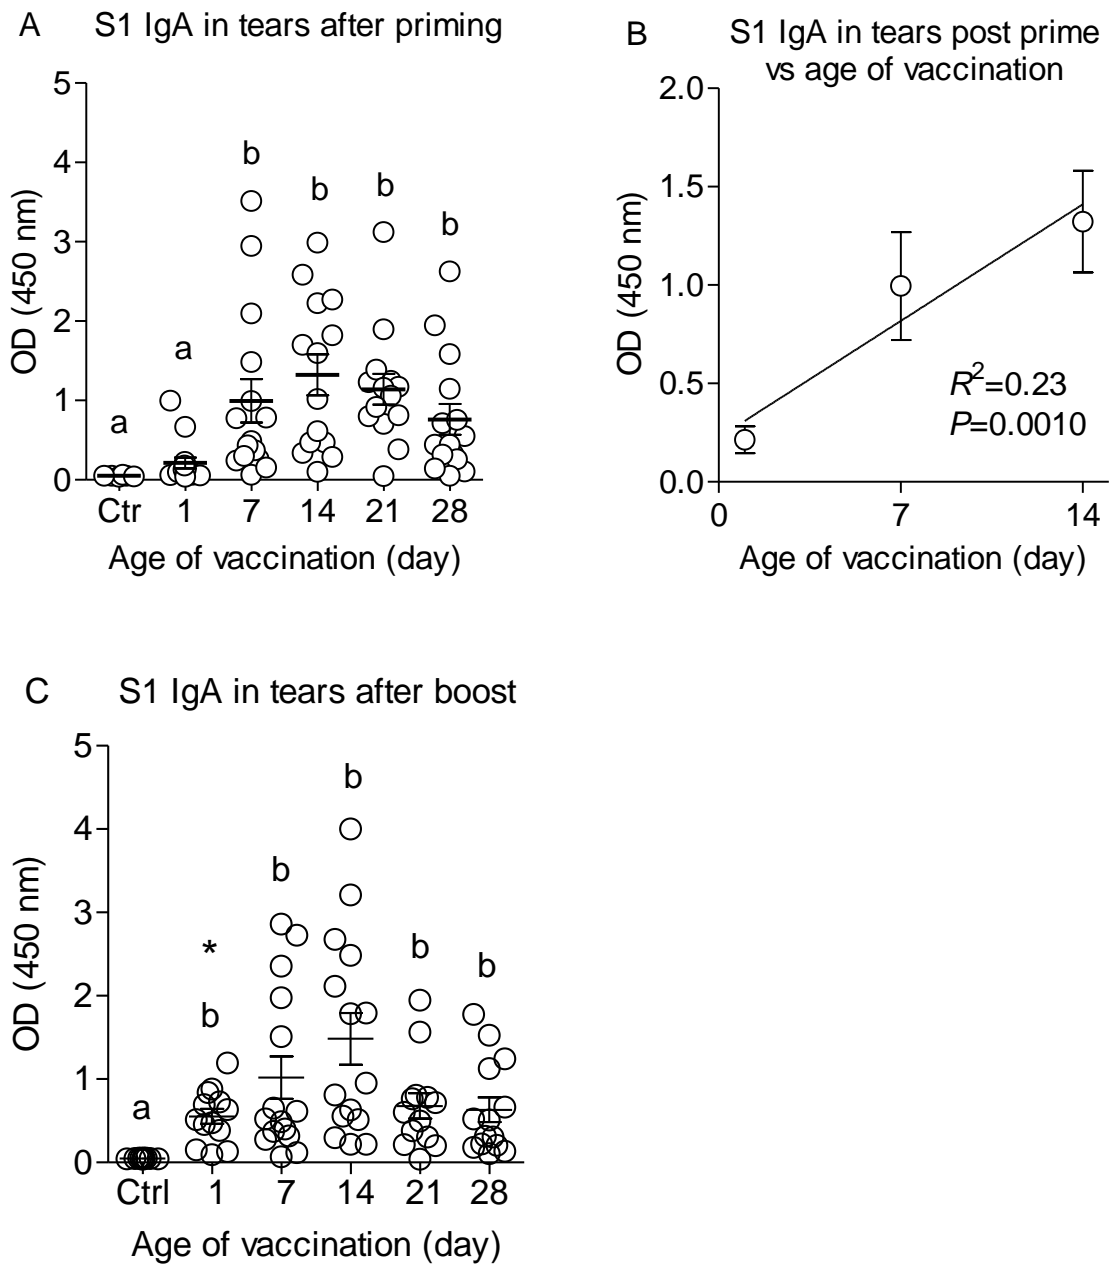 A S1 IgA in tears after priming
5
4
3
2
1
0
OD (450 nm)
a
a
b
b
b
b
Ctr 1 7 14 21 28
Age of vaccination (day)
B S1 IgA in tears post prime
vs age of vaccination
2.0
1.5
1.0
0.5
0.0
OD (450 nm)
R²=0.23
P=0.0010
0 7 14
Age of vaccination (day)
C S1 IgA in tears after boost
5
4
3
2
1
0
OD (450 nm)
a
*
b
b
b
b
b
Ctrl 1 7 14 21 28
Age of vaccination (day)